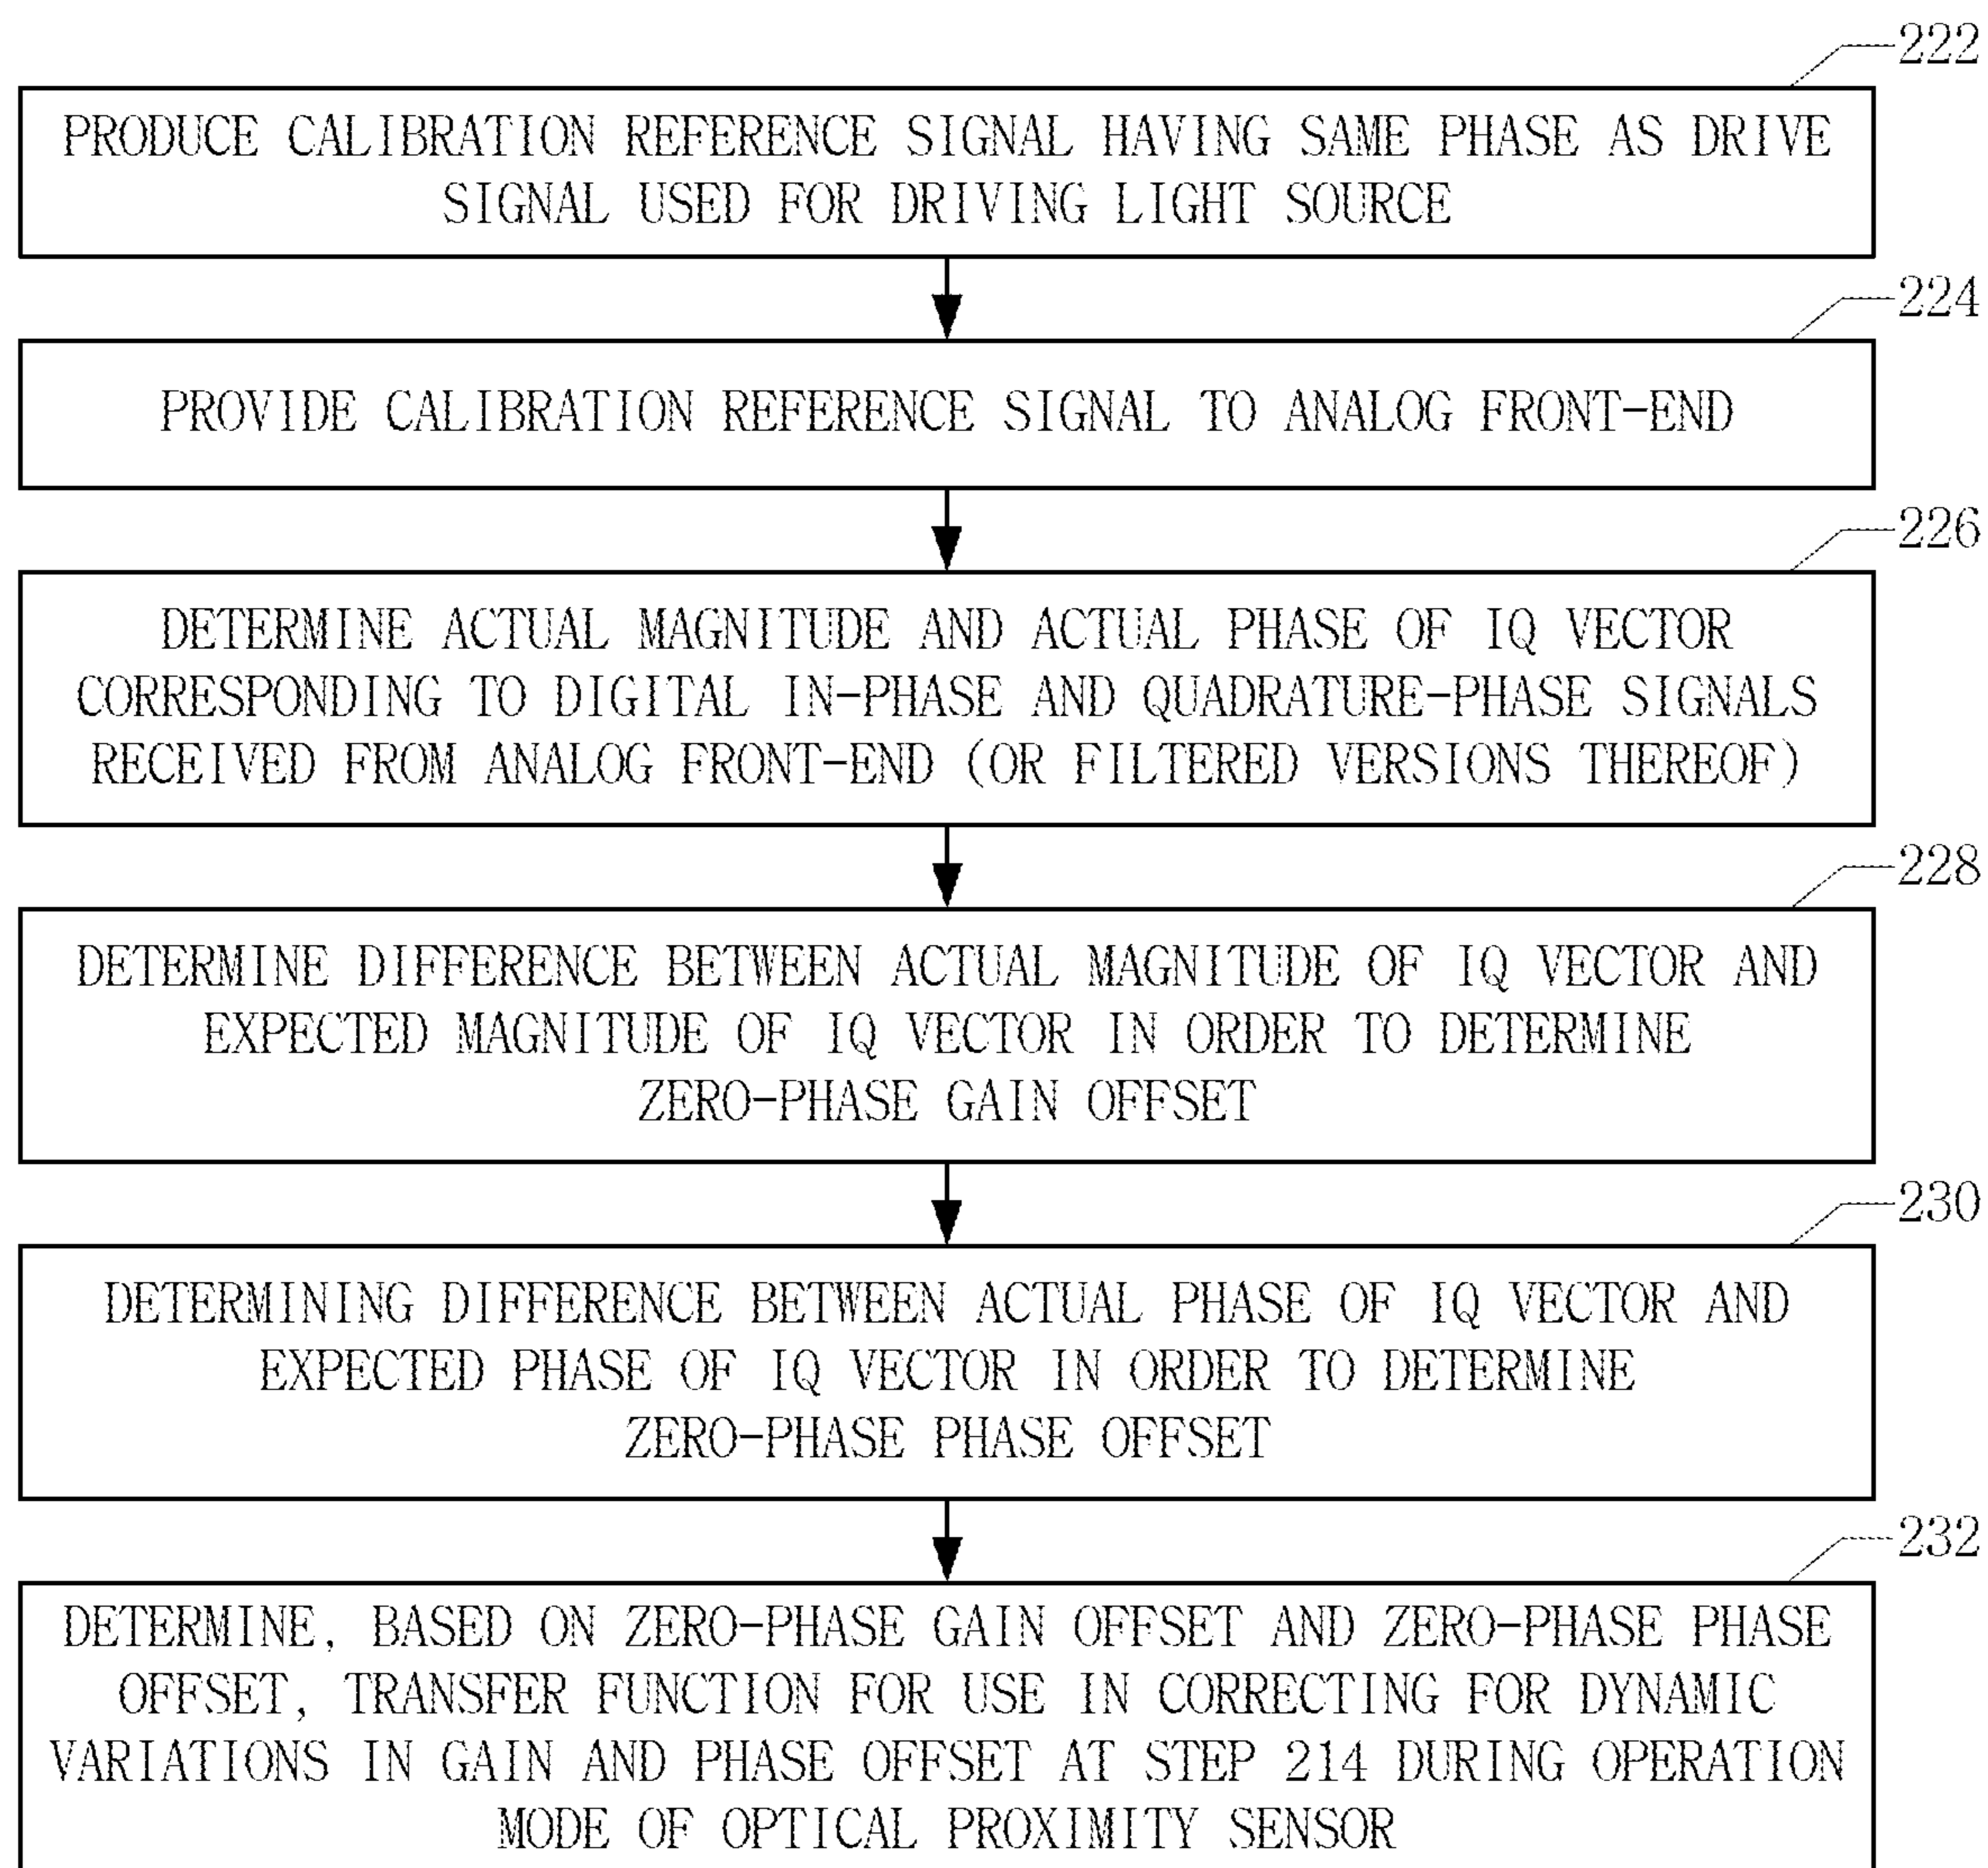 222
PRODUCE CALIBRATION REFERENCE SIGNAL HAVING SAME PHASE AS DRIVE
SIGNAL USED FOR DRIVING LIGHT SOURCE
224
PROVIDE CALIBRATION REFERENCE SIGNAL TO ANALOG FRONT-END
226
DETERMINE ACTUAL MAGNITUDE AND ACTUAL PHASE OF IQ VECTOR
CORRESPONDING TO DIGITAL IN-PHASE AND QUADRATURE-PHASE SIGNALS
RECEIVED FROM ANALOG FRONT-END (OR FILTERED VERSIONS THEREOF)
228
DETERMINE DIFFERENCE BETWEEN ACTUAL MAGNITUDE OF IQ VECTOR AND
EXPECTED MAGNITUDE OF IQ VECTOR IN ORDER TO DETERMINE
ZERO-PHASE GAIN OFFSET
230
DETERMINING DIFFERENCE BETWEEN ACTUAL PHASE OF IQ VECTOR AND
EXPECTED PHASE OF IQ VECTOR IN ORDER TO DETERMINE
ZERO-PHASE PHASE OFFSET
232
DETERMINE, BASED ON ZERO-PHASE GAIN OFFSET AND ZERO-PHASE PHASE
OFFSET, TRANSFER FUNCTION FOR USE IN CORRECTING FOR DYNAMIC
VARIATIONS IN GAIN AND PHASE OFFSET AT STEP 214 DURING OPERATION
MODE OF OPTICAL PROXIMITY SENSOR